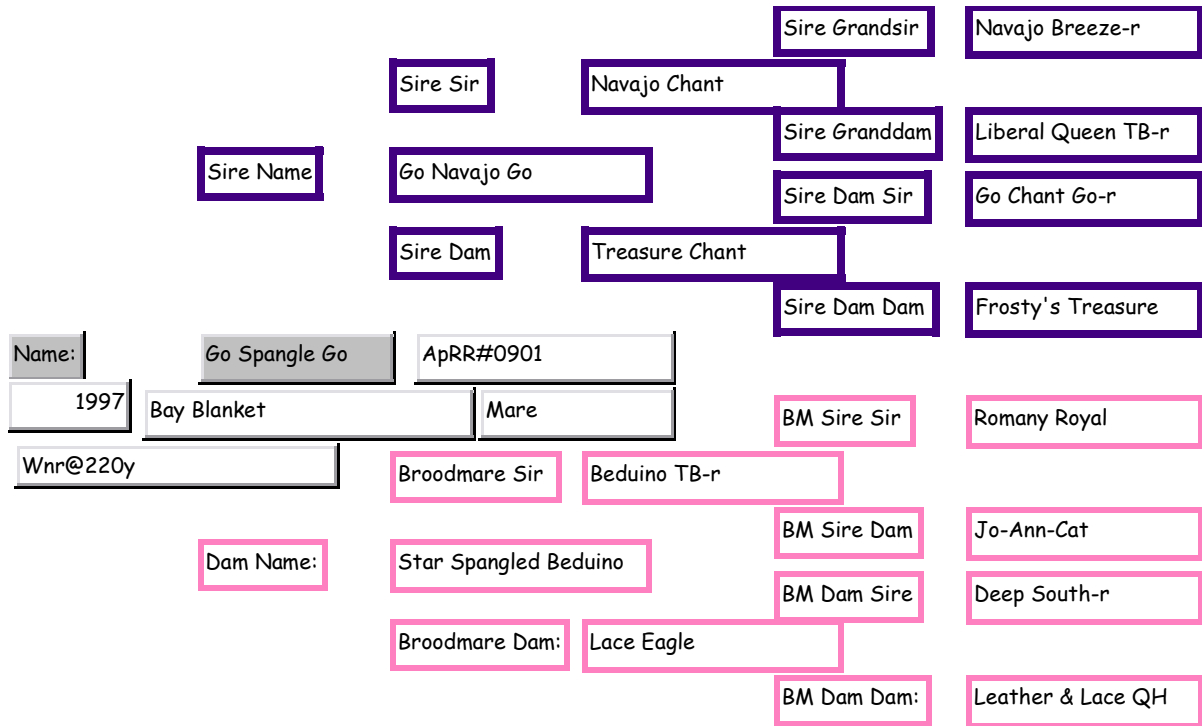 Sire Grandsir Navajo Breeze-r
Sire Sir Navajo Chant
Sire Granddam Liberal Queen TB-r
Sire Name Go Navajo Go
Sire Dam Sir Go Chant Go-r
Sire Dam Treasure Chant
Sire Dam Dam Frosty's Treasure
Name: Go Spangle Go ApRR#0901
1997 Bay Blanket Mare
BM Sire Sir Romany Royal
Wnr@220y
Broodmare Sir Beduino TB-r
BM Sire Dam Jo-Ann-Cat
Dam Name: Star Spangled Beduino
BM Dam Sire Deep South-r
Broodmare Dam: Lace Eagle
BM Dam Dam: Leather & Lace QH